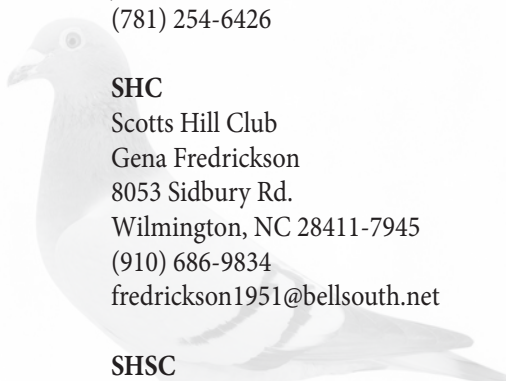 (781) 254-6426
SHC
Scotts Hill Club
Gena Fredrickson
8053 Sidbury Rd.
Wilmington, NC 28411-7945
(910) 686-9834
fredrickson1951@bellsouth.net
SHSC